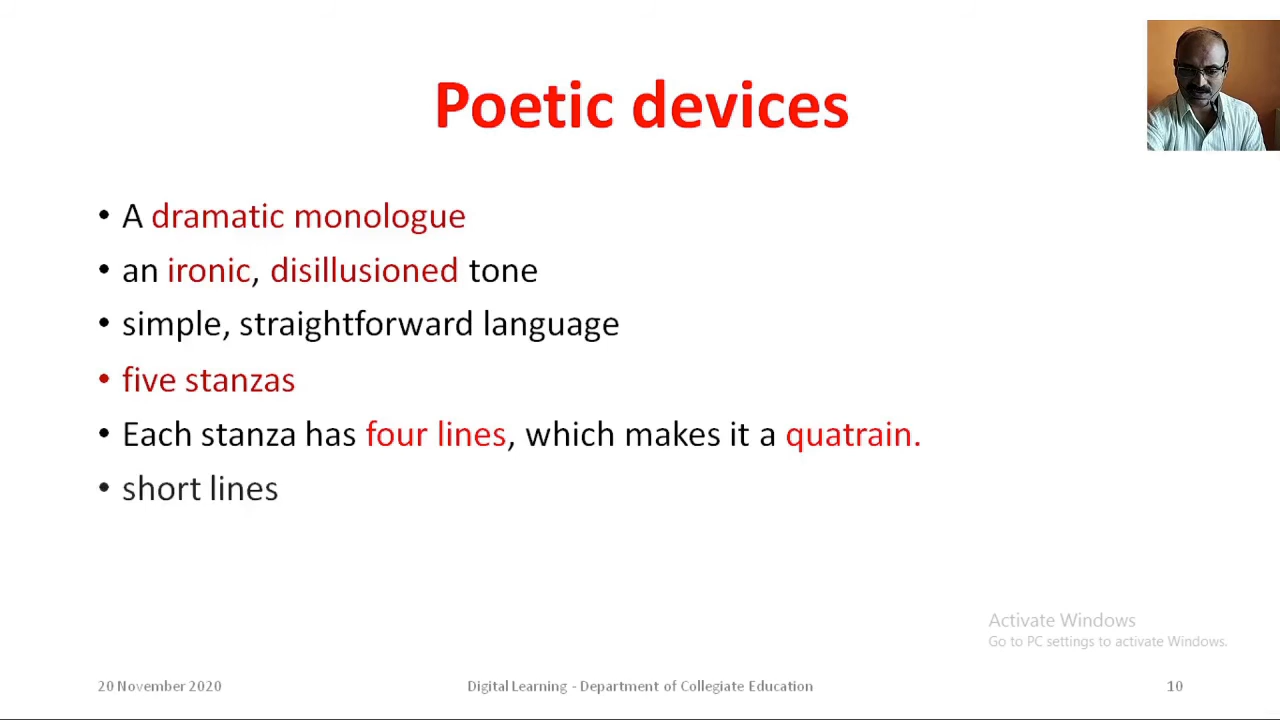 Poetic devices
• A dramatic monologue
• an ironic, disillusioned tone
• simple, straightforward language
• five stanzas
• Each stanza has four lines, which makes it a quatrain.
• short lines
Activate Windows
Go to PC settings to activate Windows.
20 November 2020
Digital Learning - Department of Collegiate Education
10